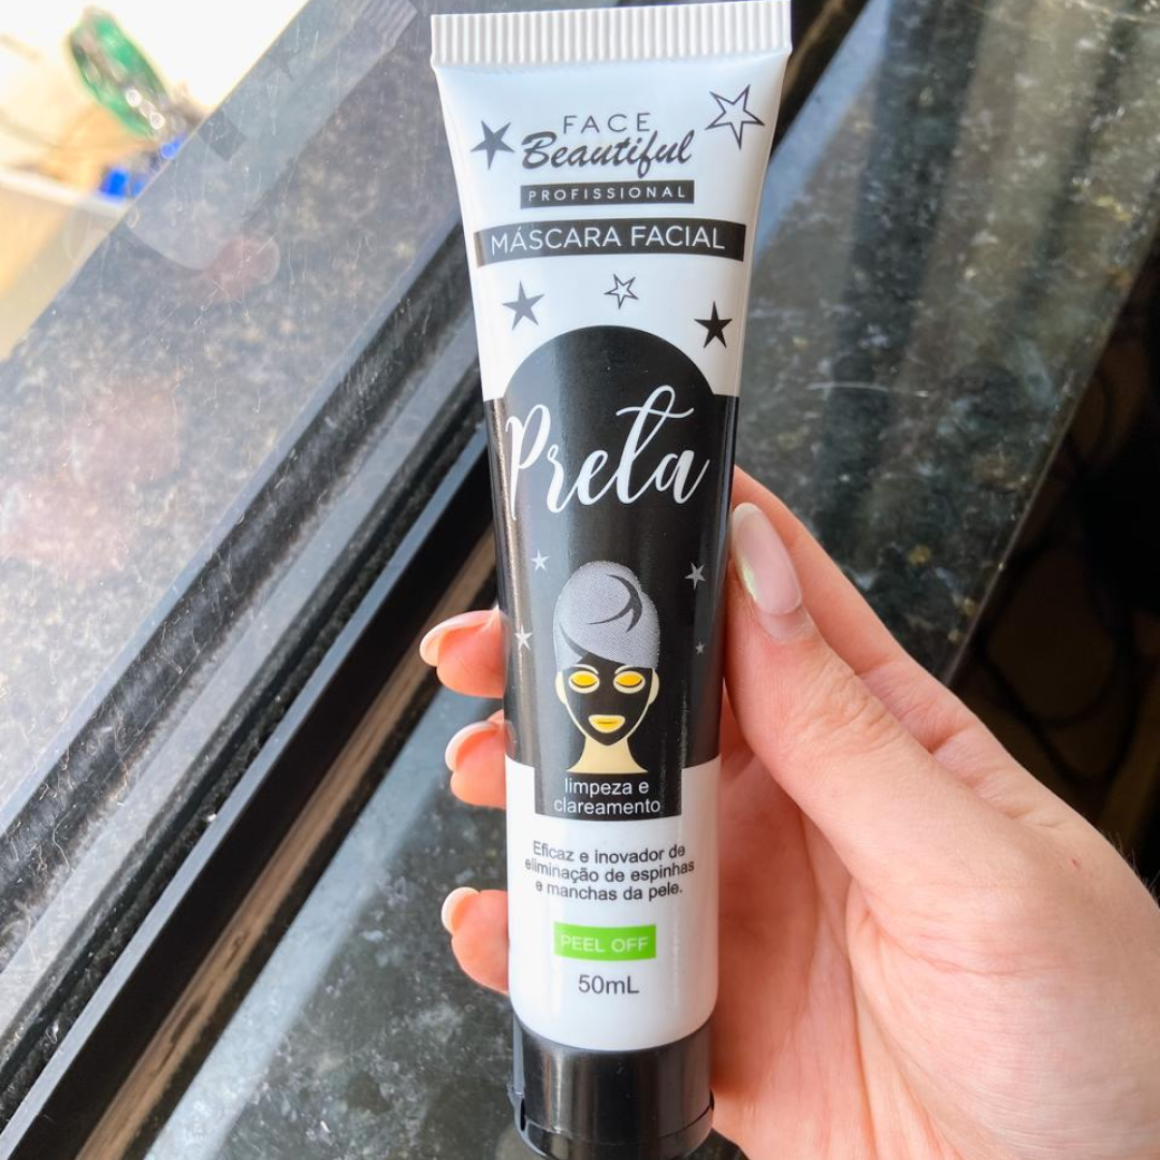 FACE
Beautiful
PROFISSIONAL
MÁSCARA FACIAL
Preta
limpeza e
clareamento
Eficaz e inovador de
eliminação de espinhas
e manchas da pele.
PEEL OFF
50mL